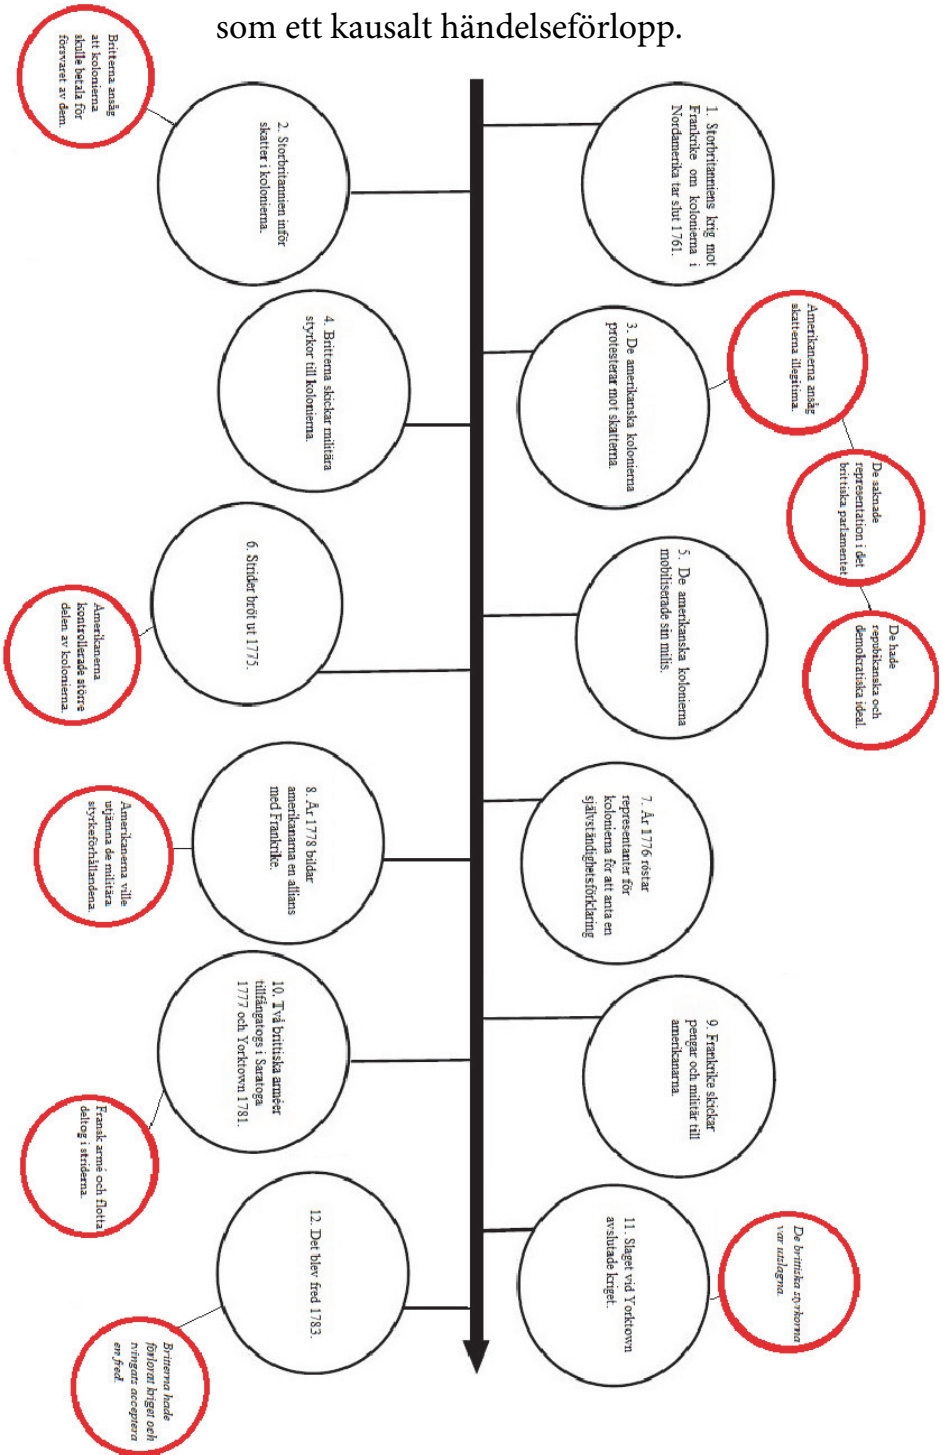 som ett kausalt händelseförlopp.
1. Storbritanniens krig mot
Frankrike om kolonierna i
Nordamerika tar slut 1761.
Britterna ansåg
att kolonierna
skulle betala för
försvaret av dem.
2. Storbritannien inför
skatter i kolonierna.
Amerikanerna ansåg
skatterna illegitima.
De saknade
representation i det
brittiska parlamentet
De hade
repubikanska och
demokratiska ideal.
3. De amerikanska kolonierna
protesterar mot skatterna.
4. Britterna skickar militära
styrkor till kolonierna.
5. De amerikanska kolonierna
mobiliserade sin milis.
6. Strider bröt ut 1775.
Amerikanerna
kontrollerade större
delen av kolonierna.
7. År 1776 röstar
representanter för
kolonierna för att anta en
självständighetsförklaring
8. År 1778 bildar
amerikanarna en allians
med Frankrike.
Amerikanerna ville
utjämna de militära
styrkeförhållandena.
9. Frankrike skickar
pengar och militär till
amerikanarna.
10. Två brittiska arméer
tillfångatogs i Saratoga
1777 och Yorktown 1781.
Fransk armé och flotta
deltog i striderna.
11. Slaget vid Yorktown
avslutade kriget.
De brittiska styrkorna
var utslagna.
12. Det blev fred 1783.
Britterna hade
förlorat kriget och
tvingats acceptera
en fred.